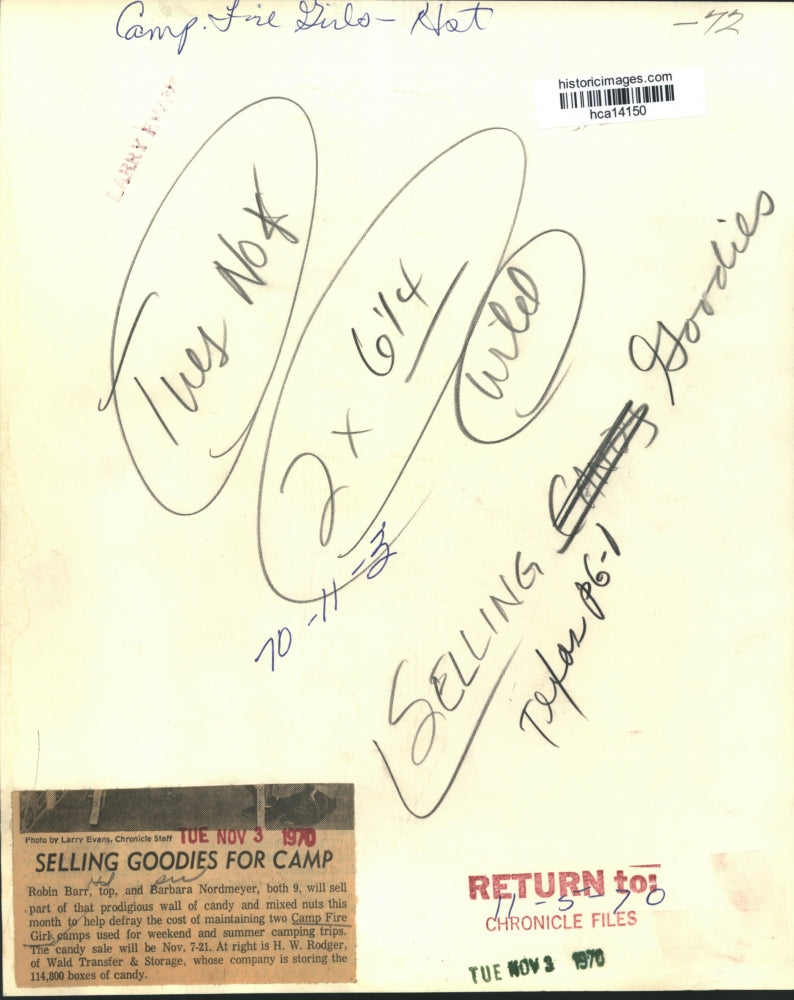 Camp. Fire Girls - Hst
-72
historicimages.com
hca14150
LARRY EVANS
Tues Nov
2 x 6 1/4
Wild
70-11-3
SELLING CANDY Goodies
Texas PG-1
Photo by Larry Evans, Chronicle Staff
TUE NOV 3 1970
SELLING GOODIES FOR CAMP
Robin Barr, top, and Barbara Nordmeyer, both 9, will sell
part of that prodigious wall of candy and mixed nuts this
month to help defray the cost of maintaining two Camp Fire
Girl camps used for weekend and summer camping trips.
The candy sale will be Nov. 7-21. At right is H. W. Rodger,
of Wald Transfer & Storage, whose company is storing the
114,800 boxes of candy.
RETURN to:
11-5-70
CHRONICLE FILES
TUE NOV 3 1970